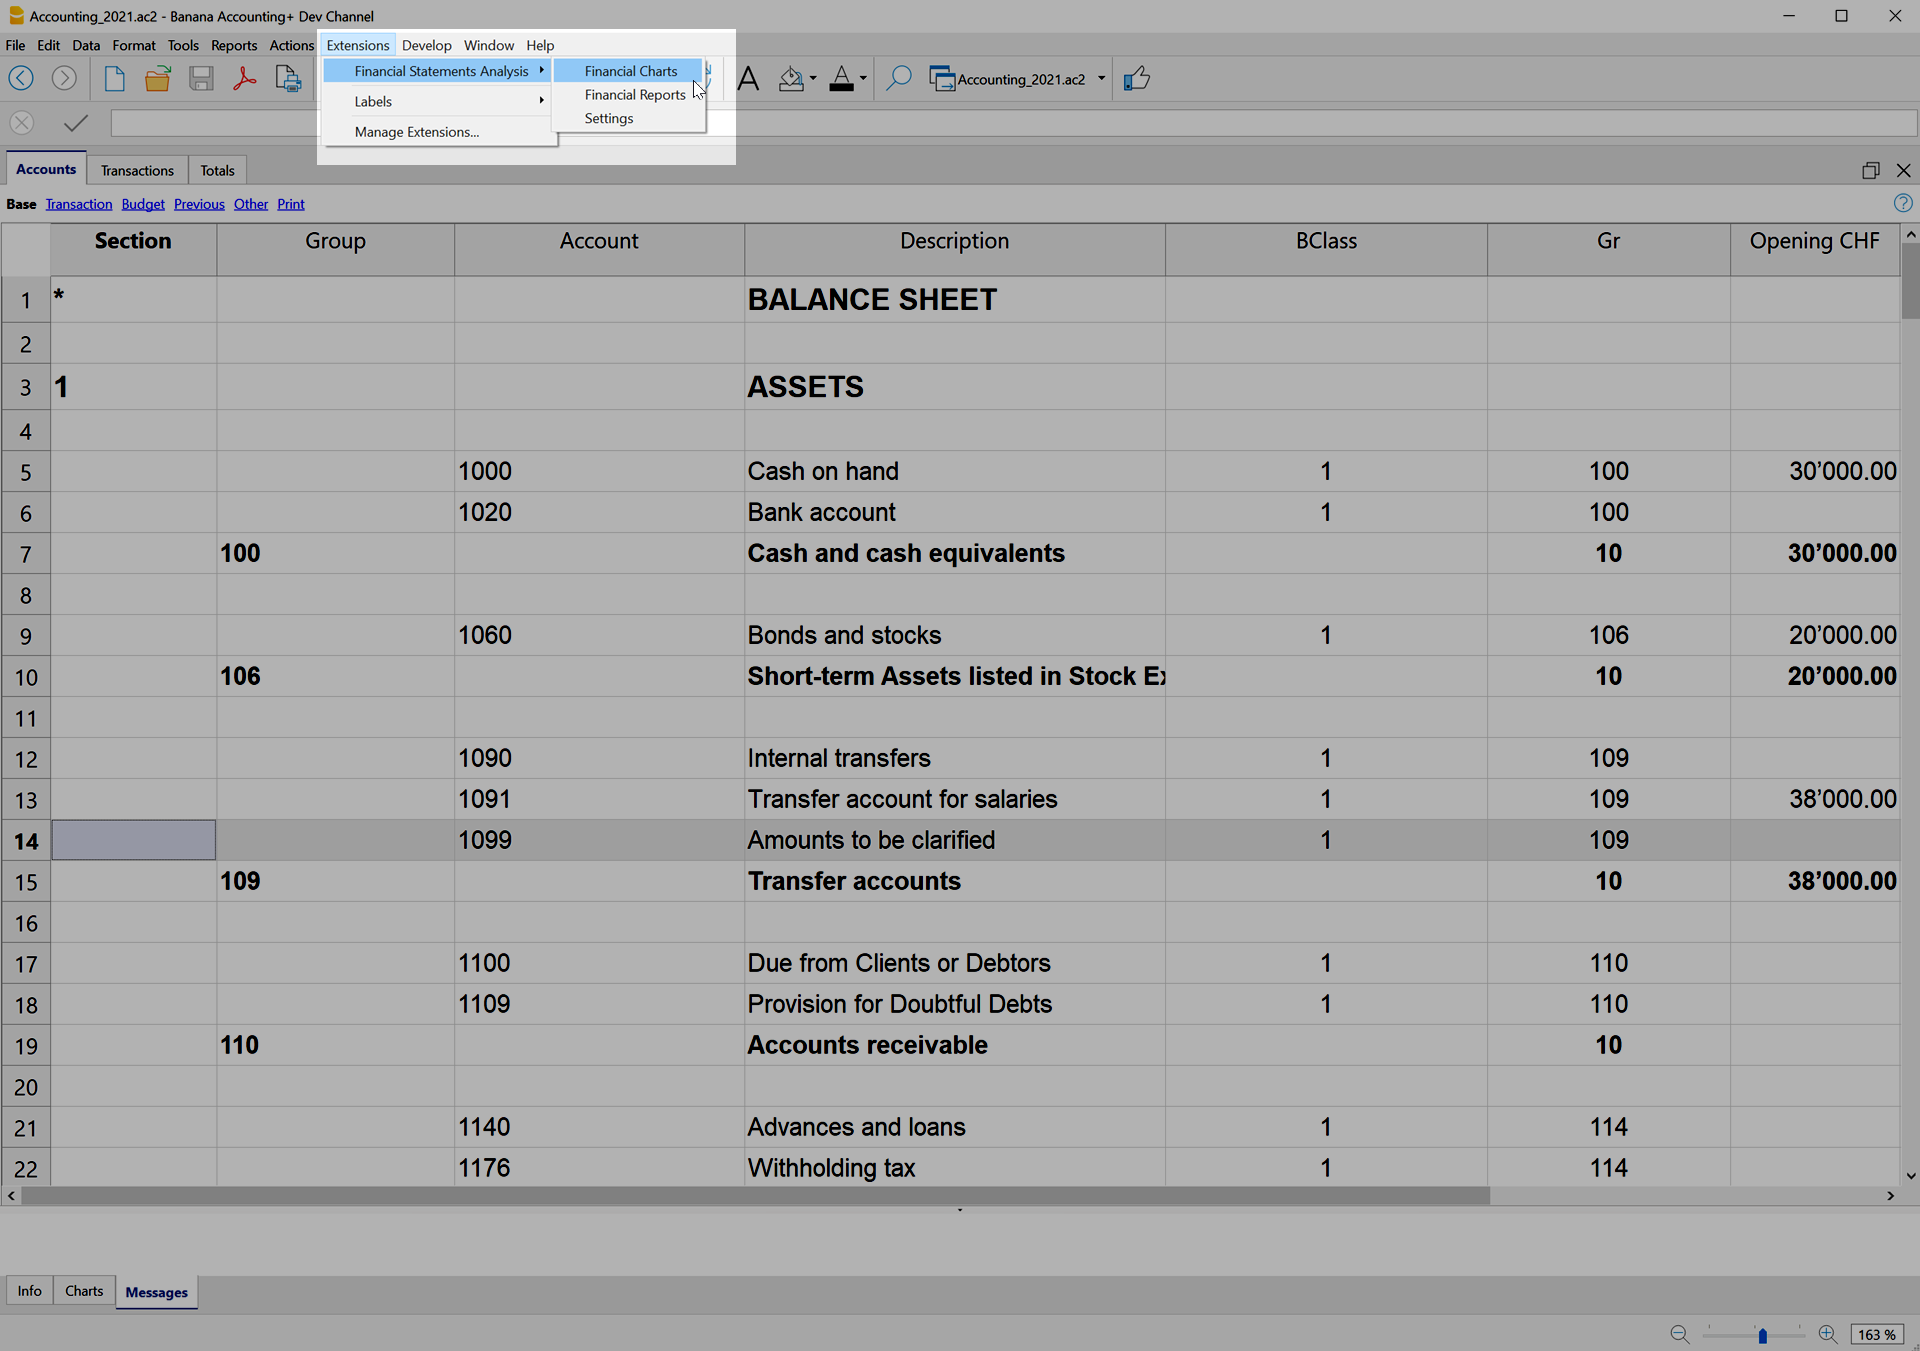 Accounting_2021.ac2 - Banana Accounting+ Dev Channel
File Edit Data Format Tools Reports Actions Extensions Develop Window Help
Financial Statements Analysis
Labels
Manage Extensions...
Financial Charts
Financial Reports
Settings
Accounting_2021.ac2
Accounts Transactions Totals
Base Transaction Budget Previous Other Print
Section Group Account Description BClass Gr Opening CHF
1 * BALANCE SHEET
2
3 1 ASSETS
4
5 1000 Cash on hand 1 100 30’000.00
6 1020 Bank account 1 100
7 100 Cash and cash equivalents 10 30’000.00
8
9 1060 Bonds and stocks 1 106 20’000.00
10 106 Short-term Assets listed in Stock 10 20’000.00
11
12 1090 Internal transfers 1 109
13 1091 Transfer account for salaries 1 109 38’000.00
14 1099 Amounts to be clarified 1 109
15 109 Transfer accounts 10 38’000.00
16
17 1100 Due from Clients or Debtors 1 110
18 1109 Provision for Doubtful Debts 1 110
19 110 Accounts receivable 10
20
21 1140 Advances and loans 1 114
22 1176 Withholding tax 1 114
Info Charts Messages
163 %